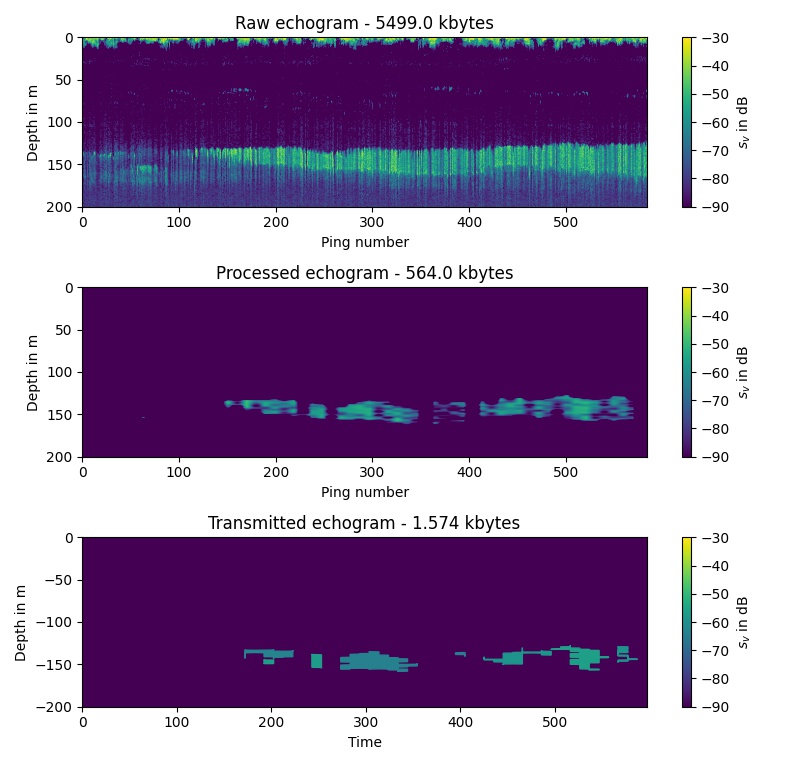 Raw echogram - 5499.0 kbytes
0
50
100
150
200
Depth in m
0 100 200 300 400 500
Ping number
−30
−40
−50
−60
−70
−80
−90
sᵥ in dB
Processed echogram - 564.0 kbytes
0
50
100
150
200
Depth in m
0 100 200 300 400 500
Ping number
−30
−40
−50
−60
−70
−80
−90
sᵥ in dB
Transmitted echogram - 1.574 kbytes
0
−50
−100
−150
−200
Depth in m
0 100 200 300 400 500
Time
−30
−40
−50
−60
−70
−80
−90
sᵥ in dB